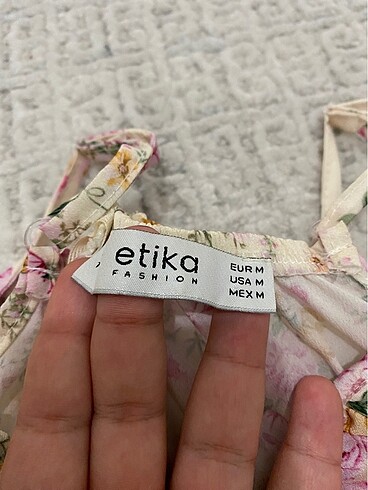 etika
FASHION
EUR M
USA M
MEX M